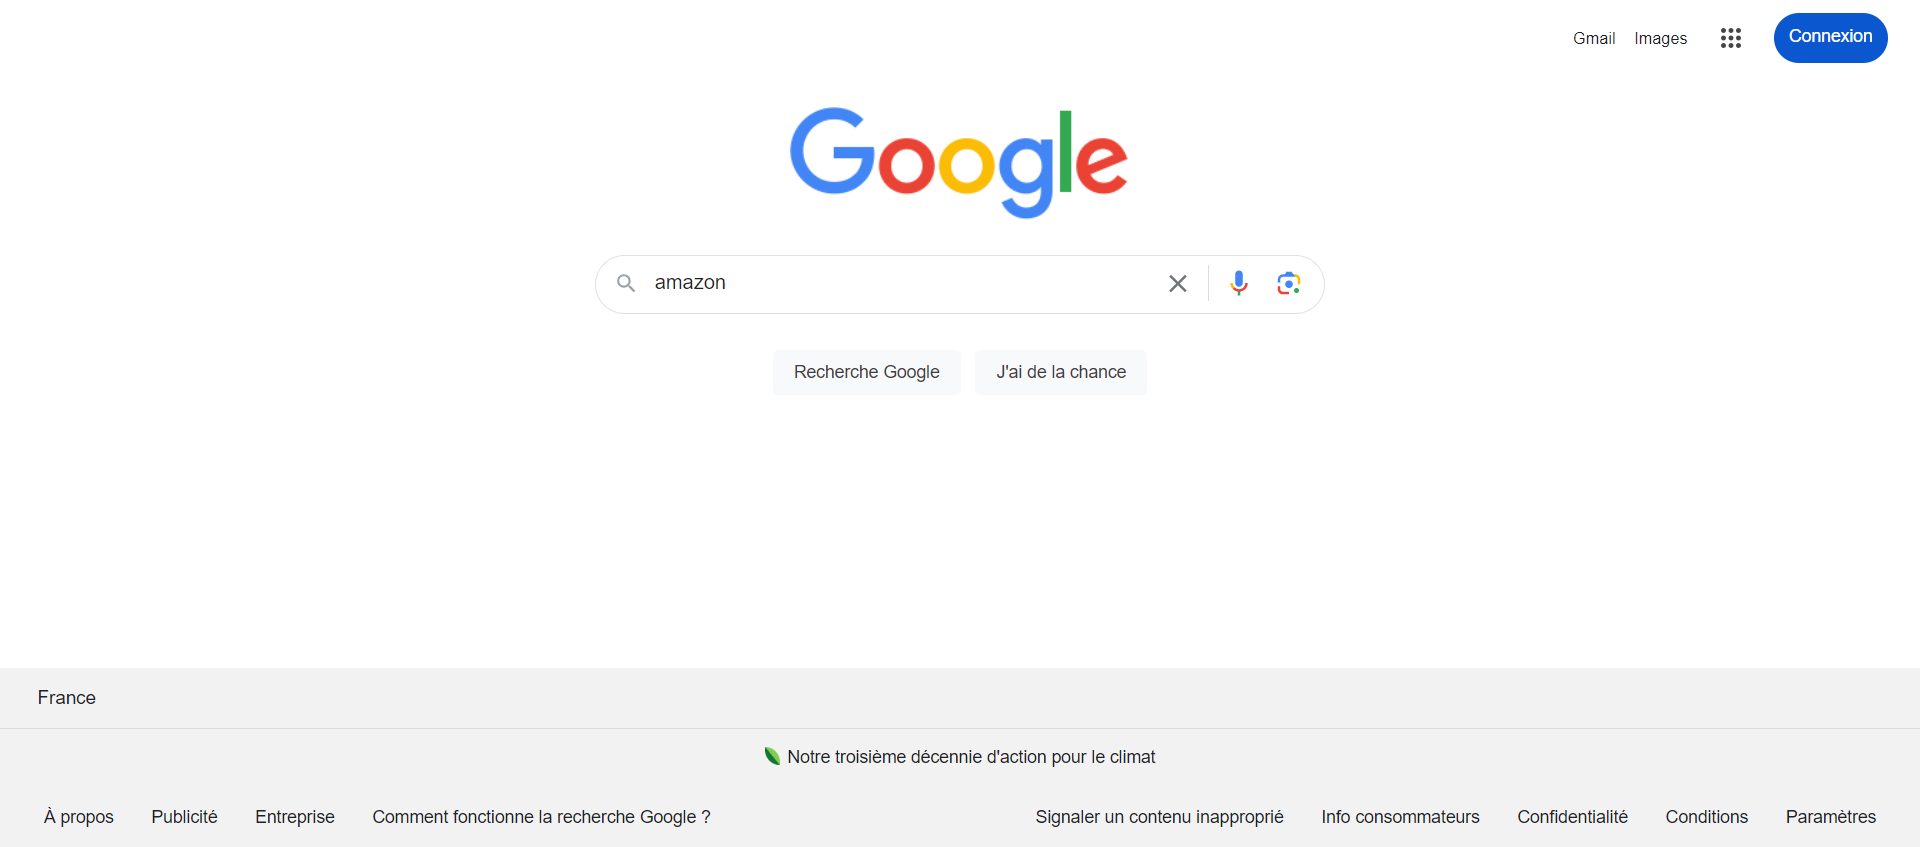 Gmail Images Connexion
Google
amazon
Recherche Google J'ai de la chance
France
Notre troisième décennie d'action pour le climat
À propos Publicité Entreprise Comment fonctionne la recherche Google ? Signaler un contenu inapproprié Info consommateurs Confidentialité Conditions Paramètres